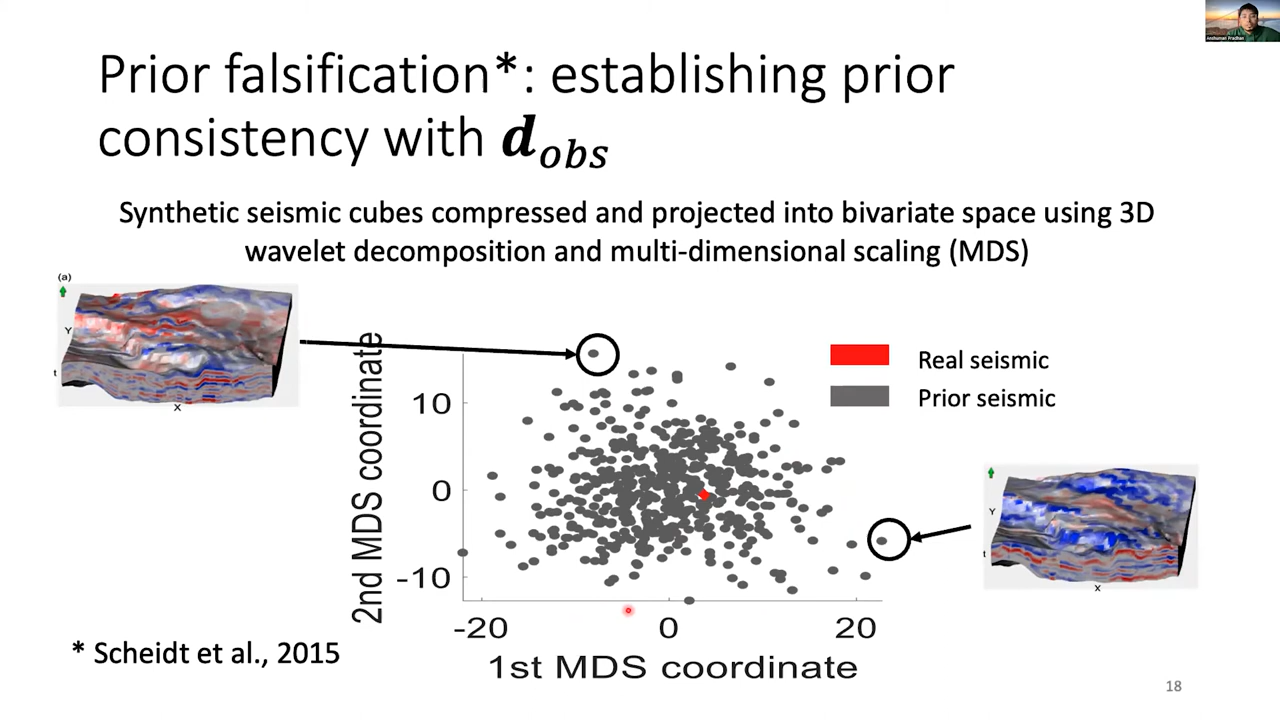 Anshuman Pradhan
Prior falsification*: establishing prior
consistency with d_obs
Synthetic seismic cubes compressed and projected into bivariate space using 3D
wavelet decomposition and multi-dimensional scaling (MDS)
(a)
Y
t
X
2nd MDS coordinate
10
0
-10
-20
0
20
1st MDS coordinate
Real seismic
Prior seismic
Y
t
X
* Scheidt et al., 2015
18